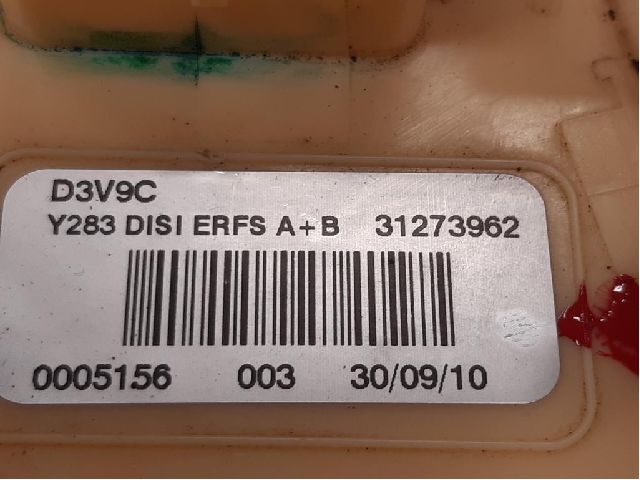 D3V9C
Y283 DISI ERFS A+B 31273962
0005156 003 30/09/10